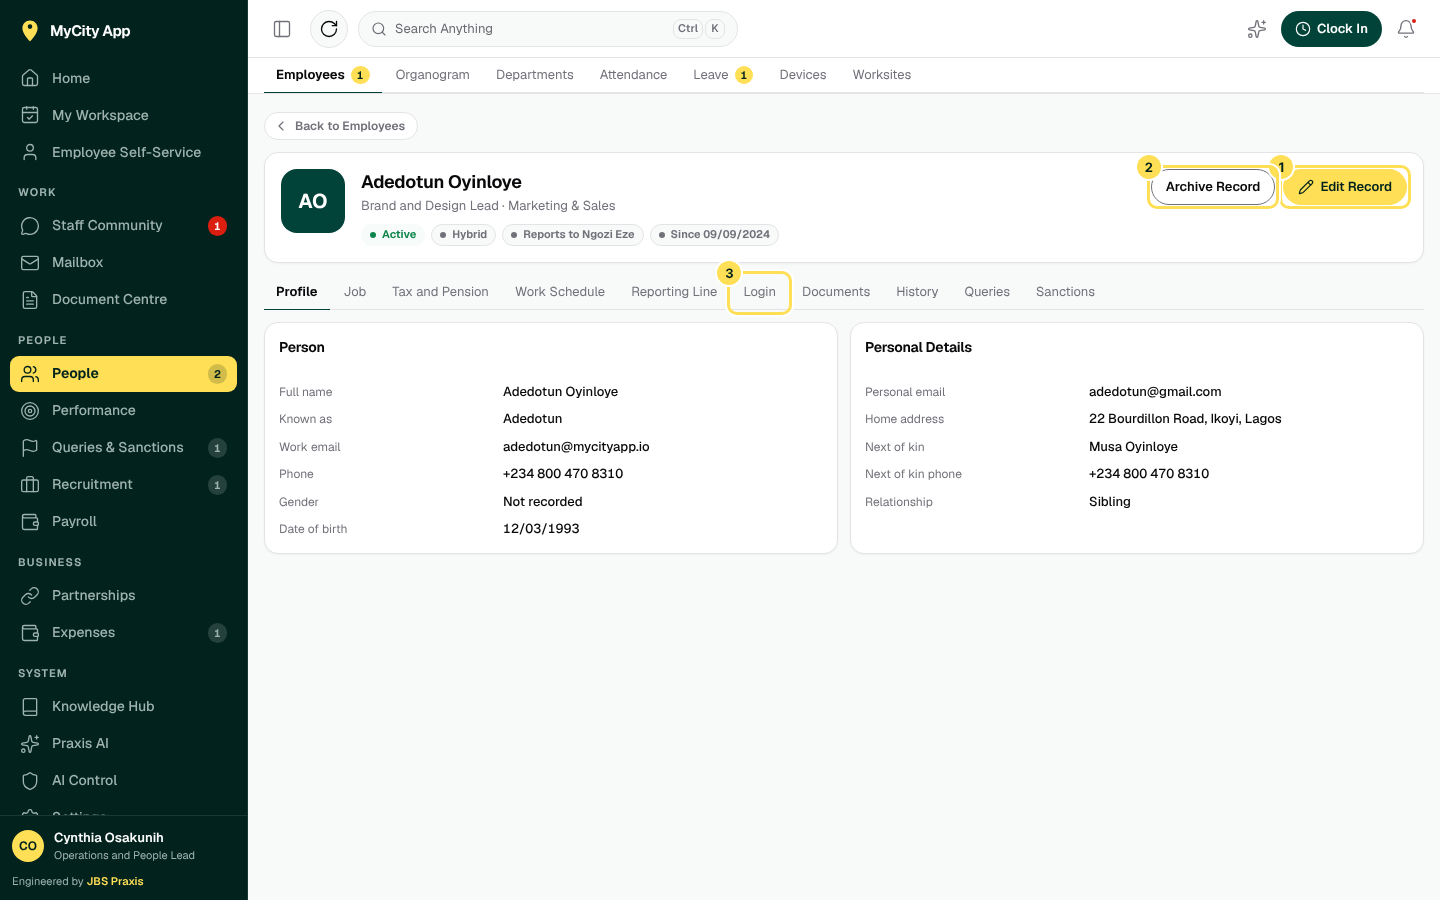 MyCity App
Home
My Workspace
Employee Self-Service
WORK
Staff Community 1
Mailbox
Document Centre
PEOPLE
People 2
Performance
Queries & Sanctions 1
Recruitment 1
Payroll
BUSINESS
Partnerships
Expenses 1
SYSTEM
Knowledge Hub
Praxis AI
AI Control
CO
Cynthia Osakunih
Operations and People Lead
Engineered by JBS Praxis
Search Anything Ctrl K
Clock In
Employees 1 Organogram Departments Attendance Leave 1 Devices Worksites
Back to Employees
AO
Adedotun Oyinloye
Brand and Design Lead · Marketing & Sales
Active Hybrid Reports to Ngozi Eze Since 09/09/2024
2 Archive Record
1 Edit Record
3
Profile Job Tax and Pension Work Schedule Reporting Line Login Documents History Queries Sanctions
Person
Full name Adedotun Oyinloye
Known as Adedotun
Work email adedotun@mycityapp.io
Phone +234 800 470 8310
Gender Not recorded
Date of birth 12/03/1993
Personal Details
Personal email adedotun@gmail.com
Home address 22 Bourdillon Road, Ikoyi, Lagos
Next of kin Musa Oyinloye
Next of kin phone +234 800 470 8310
Relationship Sibling